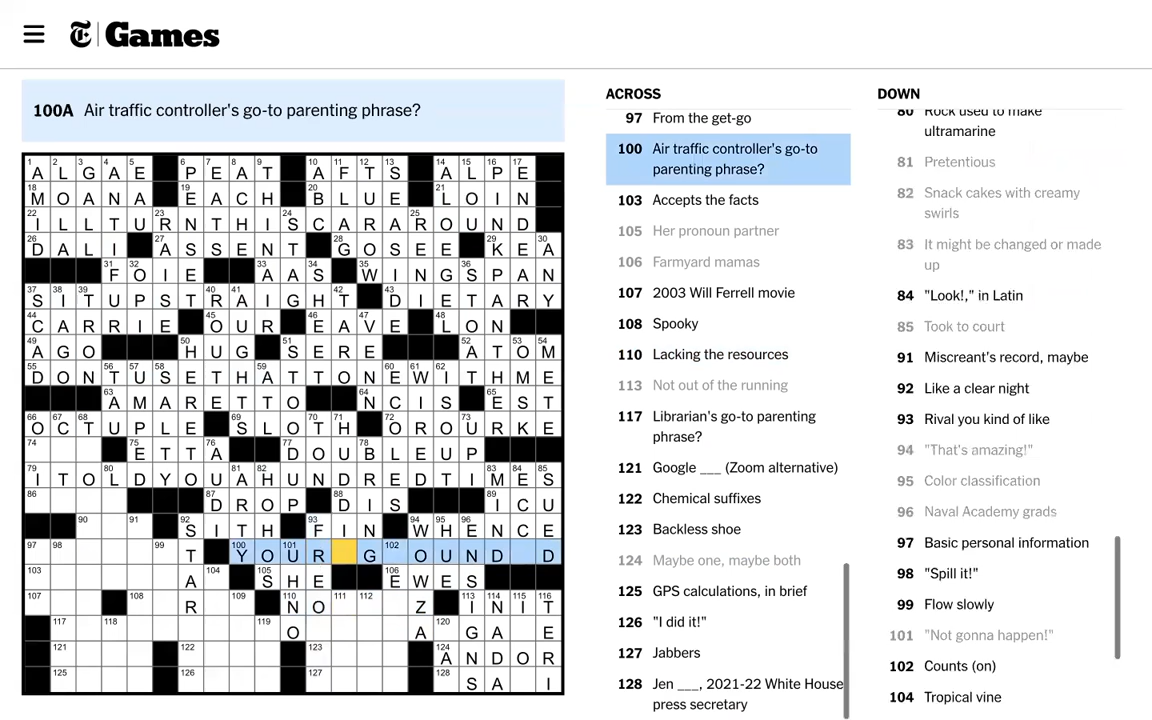 Games
100A Air traffic controller's go-to parenting phrase?
ACROSS
97 From the get-go
100 Air traffic controller's go-to
parenting phrase?
103 Accepts the facts
105 Her pronoun partner
106 Farmyard mamas
107 2003 Will Ferrell movie
108 Spooky
110 Lacking the resources
113 Not out of the running
117 Librarian's go-to parenting
phrase?
121 Google ___ (Zoom alternative)
122 Chemical suffixes
123 Backless shoe
124 Maybe one, maybe both
125 GPS calculations, in brief
126 "I did it!"
127 Jabbers
128 Jen ___, 2021-22 White House
press secretary
DOWN
80 Rock used to make
ultramarine
81 Pretentious
82 Snack cakes with creamy
swirls
83 It might be changed or made
up
84 "Look!," in Latin
85 Took to court
91 Miscreant's record, maybe
92 Like a clear night
93 Rival you kind of like
94 "That's amazing!"
95 Color classification
96 Naval Academy grads
97 Basic personal information
98 "Spill it!"
99 Flow slowly
101 "Not gonna happen!"
102 Counts (on)
104 Tropical vine
ALGAE PEAT AFTS ALPE
MOANA EACH BLUE LOIN
ILLTURNTHISCARAROUND
DALI ASSENT GOSEE KEA
FOIE AAS WINGSPAN
SITUPSTRAIGHT DIETARY
CARRIE OUR EAVE LON
AGO HUG SERE ATOM
DONTUSETHATTONEWITHME
AMARETTO NCIS EST
OCTUPLE SLOTH OROURKE
ETTA DOUBLEUP
ITOLDYOUAHUNDREDTIMES
DROP DIS ICU
SITH FIN WHENCE
T YOUR G OUND D
A SHE EWES
R NO Z INIT
O A GA E
ANDOR
SA I